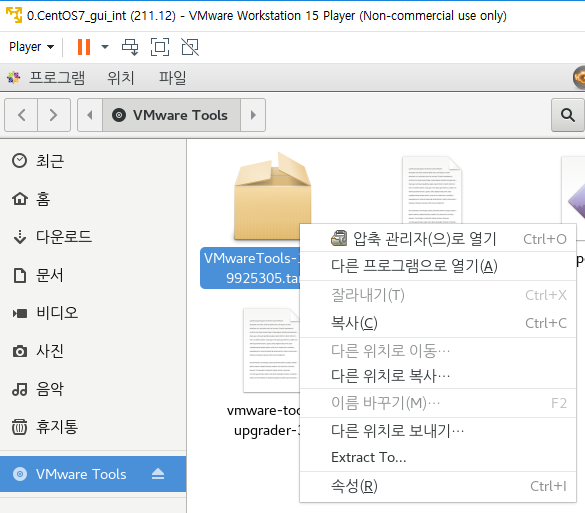 0.CentOS7_gui_int (211.12) - VMware Workstation 15 Player (Non-commercial use only)
Player
프로그램 위치 파일
VMware Tools
최근
홈
다운로드
문서
비디오
사진
음악
휴지통
VMware Tools
VMwareTools-
9925305.tar
vmware-too
upgrader-
압축 관리자(으)로 열기 Ctrl+O
다른 프로그램으로 열기(A)
잘라내기(T) Ctrl+X
복사(C) Ctrl+C
다른 위치로 이동…
다른 위치로 복사…
이름 바꾸기(M)… F2
다른 위치로 보내기…
Extract To...
속성(R) Ctrl+I